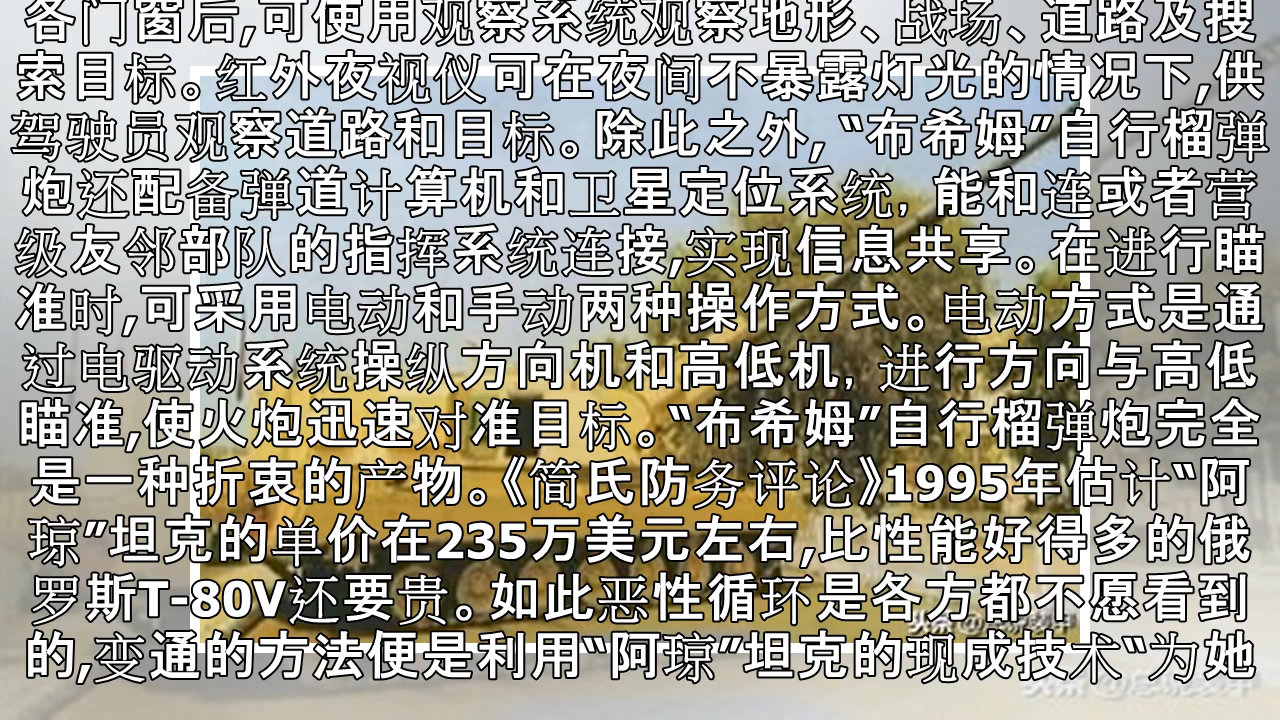 各门窗后,可使用观察系统观察地形、战场、道路及搜
索目标。红外夜视仪可在夜间不暴露灯光的情况下,供
驾驶员观察道路和目标。除此之外,“布希姆”自行榴弹
炮还配备弹道计算机和卫星定位系统，能和连或者营
级友邻部队的指挥系统连接,实现信息共享。在进行瞄
准时,可采用电动和手动两种操作方式。电动方式是通
过电驱动系统操纵方向机和高低机，进行方向与高低
瞄准,使火炮迅速对准目标。“布希姆”自行榴弹炮完全
是一种折衷的产物。《简氏防务评论》1995年估计“阿
琼”坦克的单价在235万美元左右,比性能好得多的俄
罗斯T-80V还要贵。如此恶性循环是各方都不愿看到
的,变通的方法便是利用“阿琼”坦克的现成技术“为她